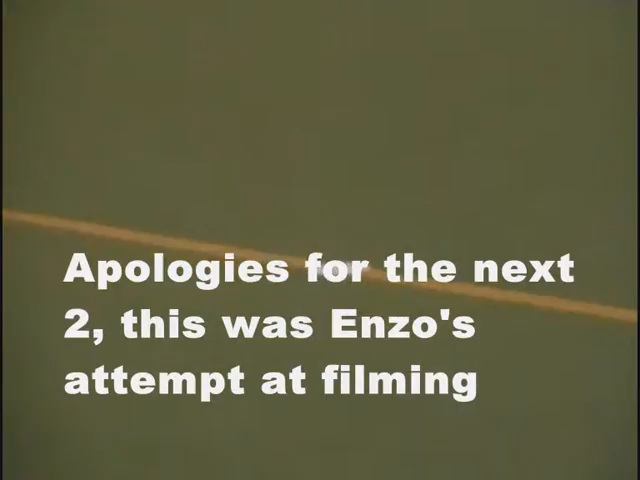 Apologies for the next
2, this was Enzo's
attempt at filming